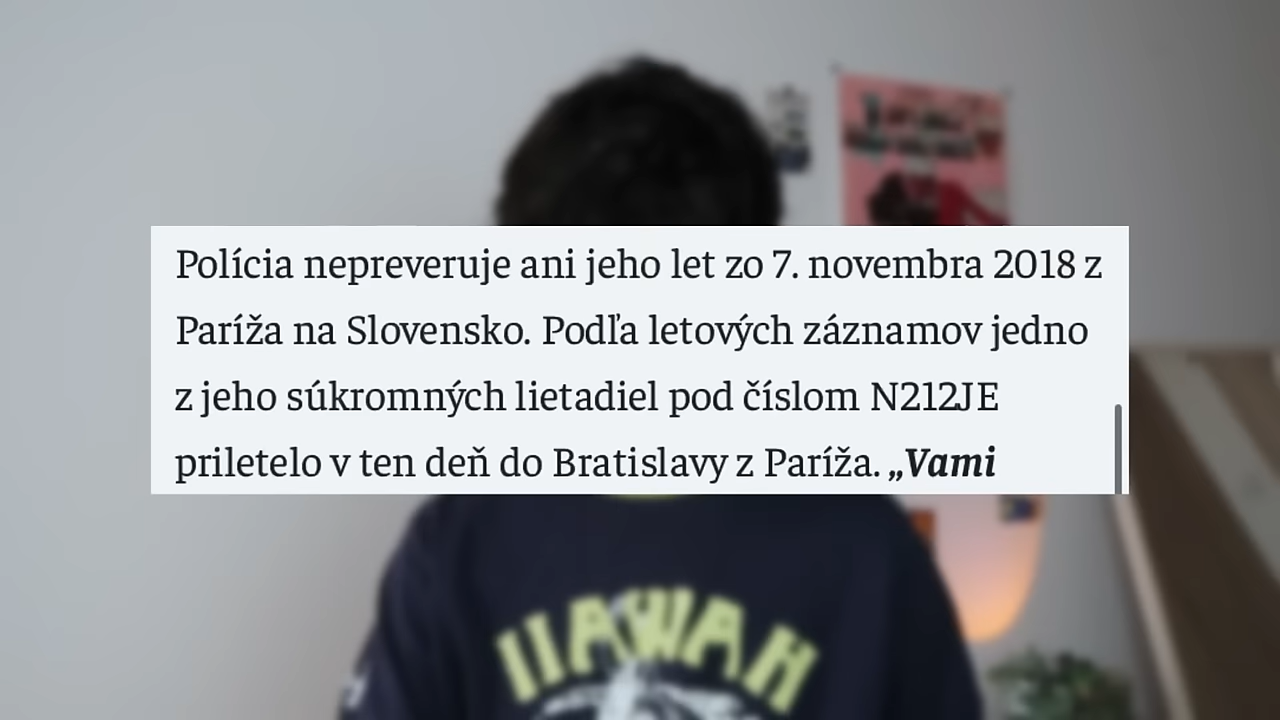 Polícia nepreveruje ani jeho let zo 7. novembra 2018 z
Paríža na Slovensko. Podľa letových záznamov jedno
z jeho súkromných lietadiel pod číslom N212JE
priletelo v ten deň do Bratislavy z Paríža. „Vami